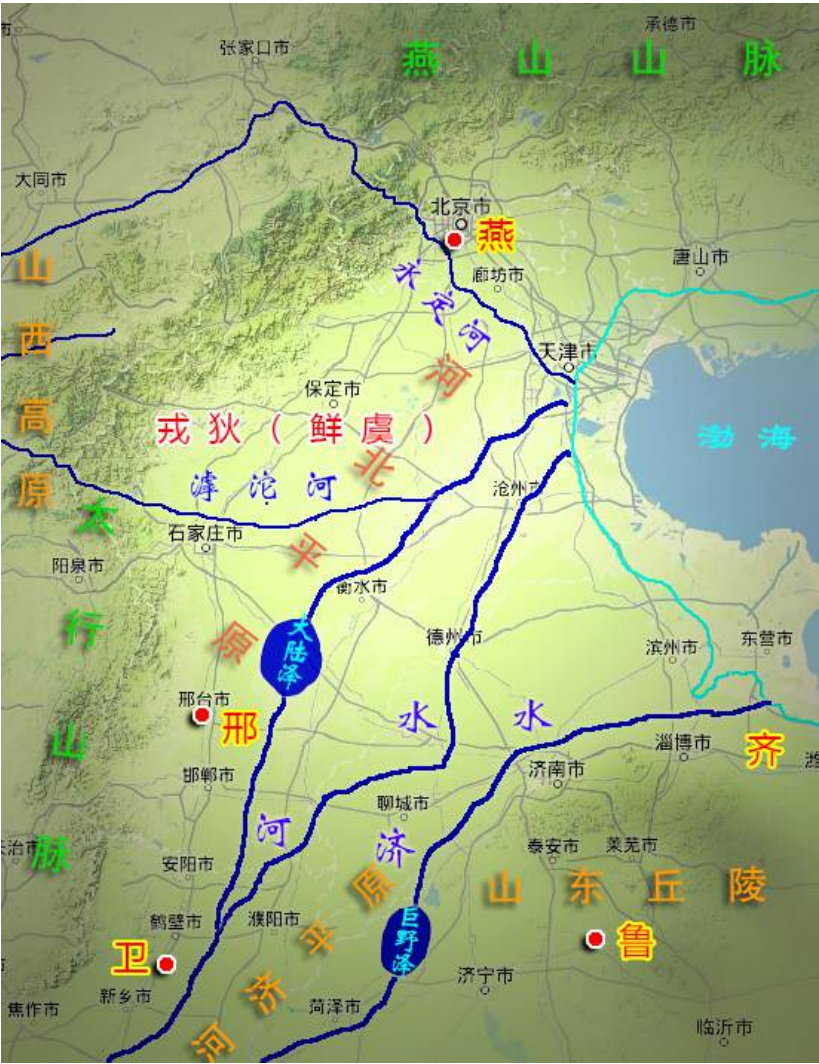 承德市
张家口市
燕山山脉
大同市
北京市
燕
山西高原
唐山市
廊坊市
永定河
天津市
保定市
河北平原
戎狄（鲜虞）
渤海
滹沱河
沧州市
太行山脉
石家庄市
阳泉市
衡水市
大陆泽
德州市
滨州市
东营市
邢台市
邢
水
水
齐
淄博市
邯郸市
济南市
聊城市
河
济
泰安市
莱芜市
安阳市
山东丘陵
鹤壁市
濮阳市
巨野泽
鲁
卫
济宁市
新乡市
河济平原
焦作市
菏泽市
临沂市